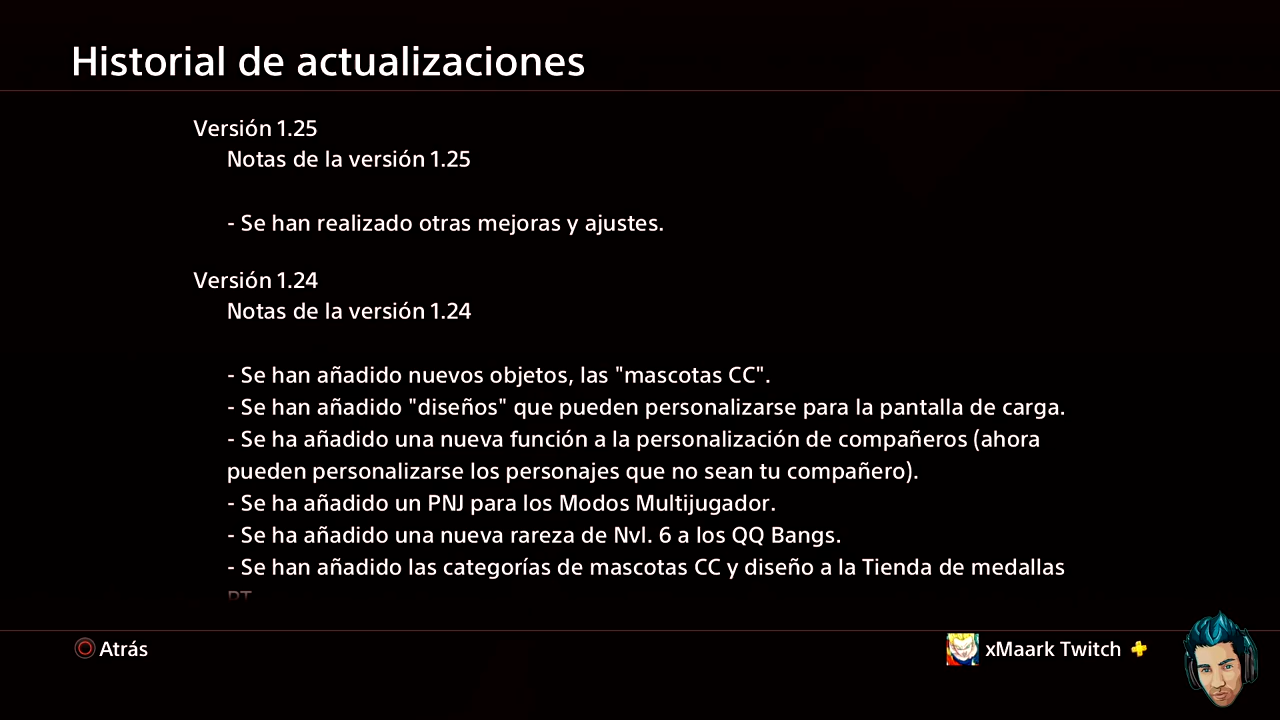 Historial de actualizaciones
Versión 1.25
Notas de la versión 1.25
- Se han realizado otras mejoras y ajustes.
Versión 1.24
Notas de la versión 1.24
- Se han añadido nuevos objetos, las "mascotas CC".
- Se han añadido "diseños" que pueden personalizarse para la pantalla de carga.
- Se ha añadido una nueva función a la personalización de compañeros (ahora
pueden personalizarse los personajes que no sean tu compañero).
- Se ha añadido un PNJ para los Modos Multijugador.
- Se ha añadido una nueva rareza de Nvl. 6 a los QQ Bangs.
- Se han añadido las categorías de mascotas CC y diseño a la Tienda de medallas
Atrás
xMaark Twitch